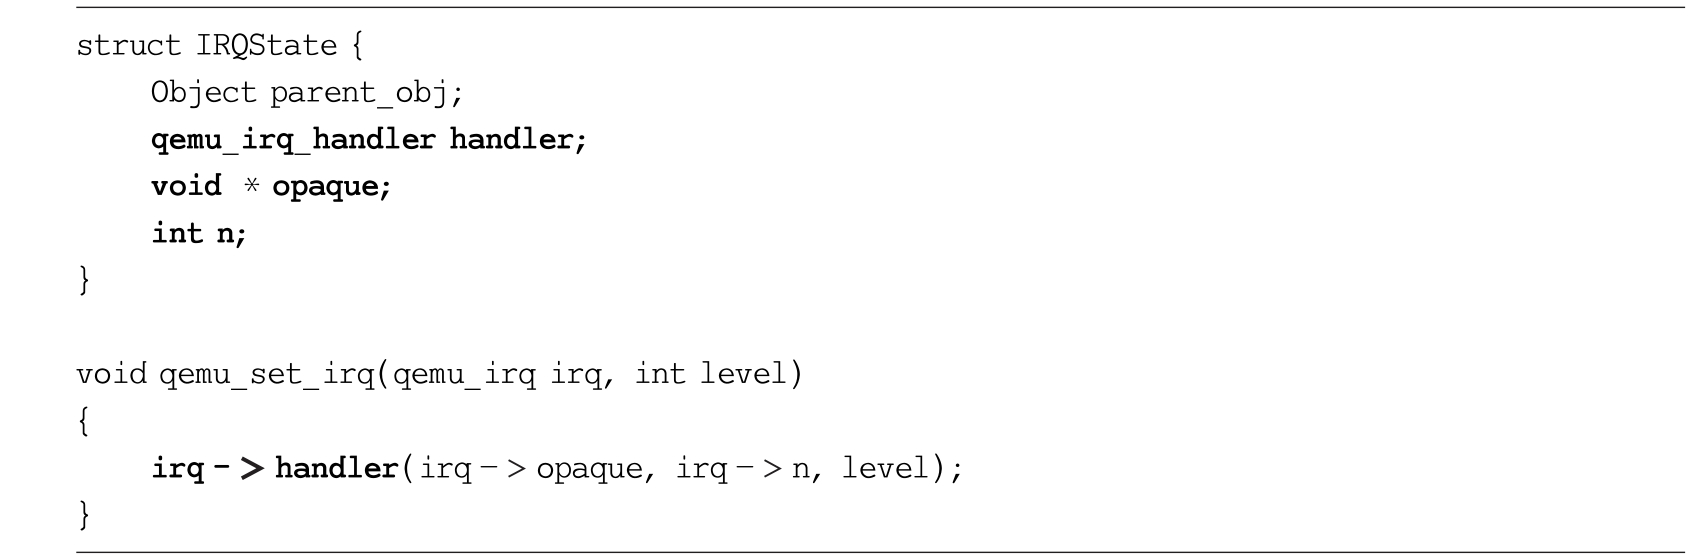 struct IRQState {
Object parent_obj;
qemu_irq_handler handler;
void * opaque;
int n;
}
void qemu_set_irq(qemu_irq irq, int level)
{
irq -> handler(irq -> opaque, irq -> n, level);
}